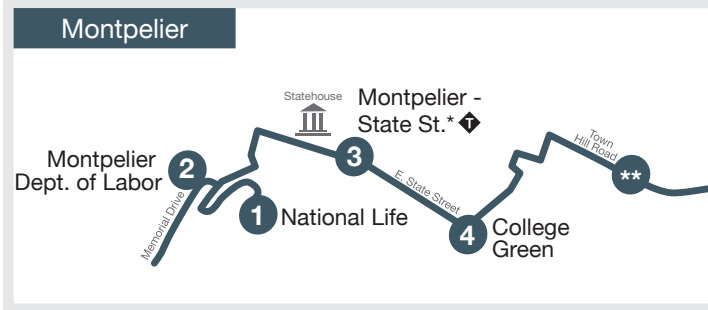 Montpelier
Statehouse
Montpelier -
State St.* T
Montpelier
Dept. of Labor
2
3
Town
Hill Road
**
Memorial Drive
1
National Life
E. State Street
4
College
Green